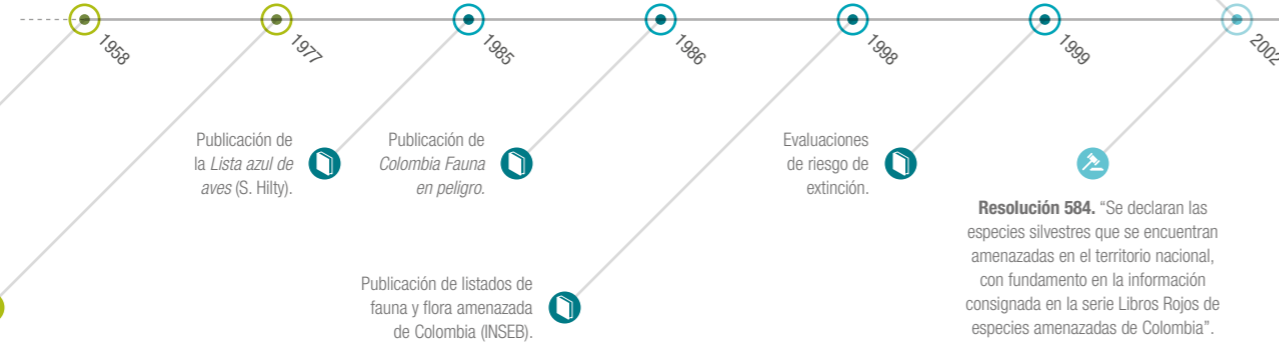 1958
1977
1985
1986
1998
1999
2002
Publicación de
la Lista azul de
aves (S. Hilty).
Publicación de
Colombia Fauna
en peligro.
Evaluaciones
de riesgo de
extinción.
Resolución 584. “Se declaran las
especies silvestres que se encuentran
amenazadas en el territorio nacional,
con fundamento en la información
consignada en la serie Libros Rojos de
especies amenazadas de Colombia”.
Publicación de listados de
fauna y flora amenazada
de Colombia (INSEB).